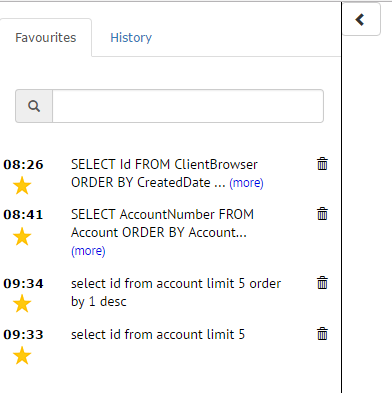 Favourites History
08:26 SELECT Id FROM ClientBrowser
ORDER BY CreatedDate ... (more)
08:41 SELECT AccountNumber FROM
Account ORDER BY Account...
(more)
09:34 select id from account limit 5 order
by 1 desc
09:33 select id from account limit 5